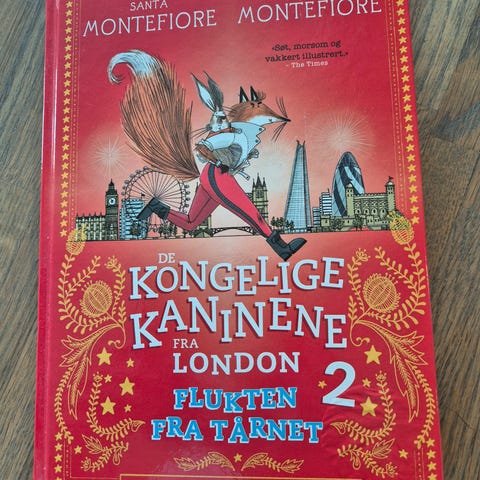 SANTA
MONTEFIORE MONTEFIORE
«Søt, morsom og
vakkert illustrert.»
– The Times
DE
KONGELIGE
KANINENE
FRA
LONDON 2
FLUKTEN
FRA TÅRNET